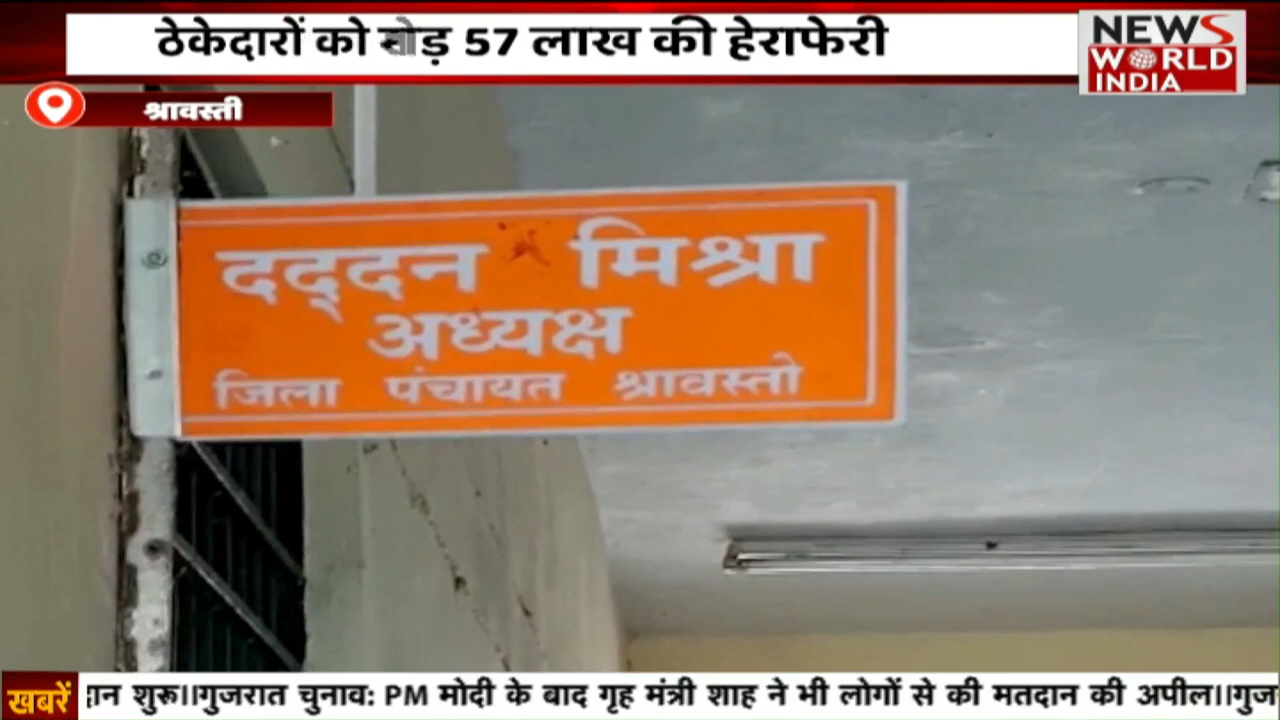 ठेकेदारों को 57 लाख की हेराफेरी
NEWS
WORLD
INDIA
श्रावस्ती
दद्दन मिश्रा
अध्यक्ष
जिला पंचायत श्रावस्ती
खबरें
शुरू।।गुजरात चुनाव: PM मोदी के बाद गृह मंत्री शाह ने भी लोगों से की मतदान की अपील।।